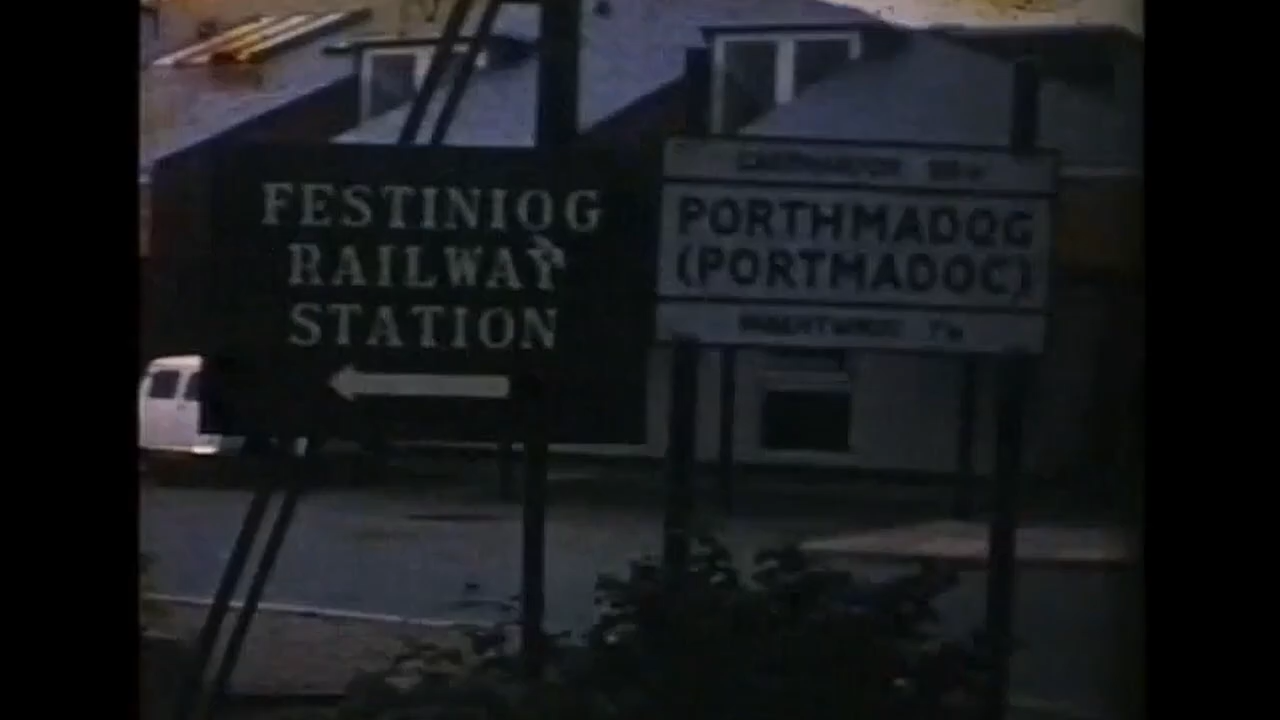 FESTINIOG
RAILWAY
STATION
PORTHMADOG
(PORTMADOC)